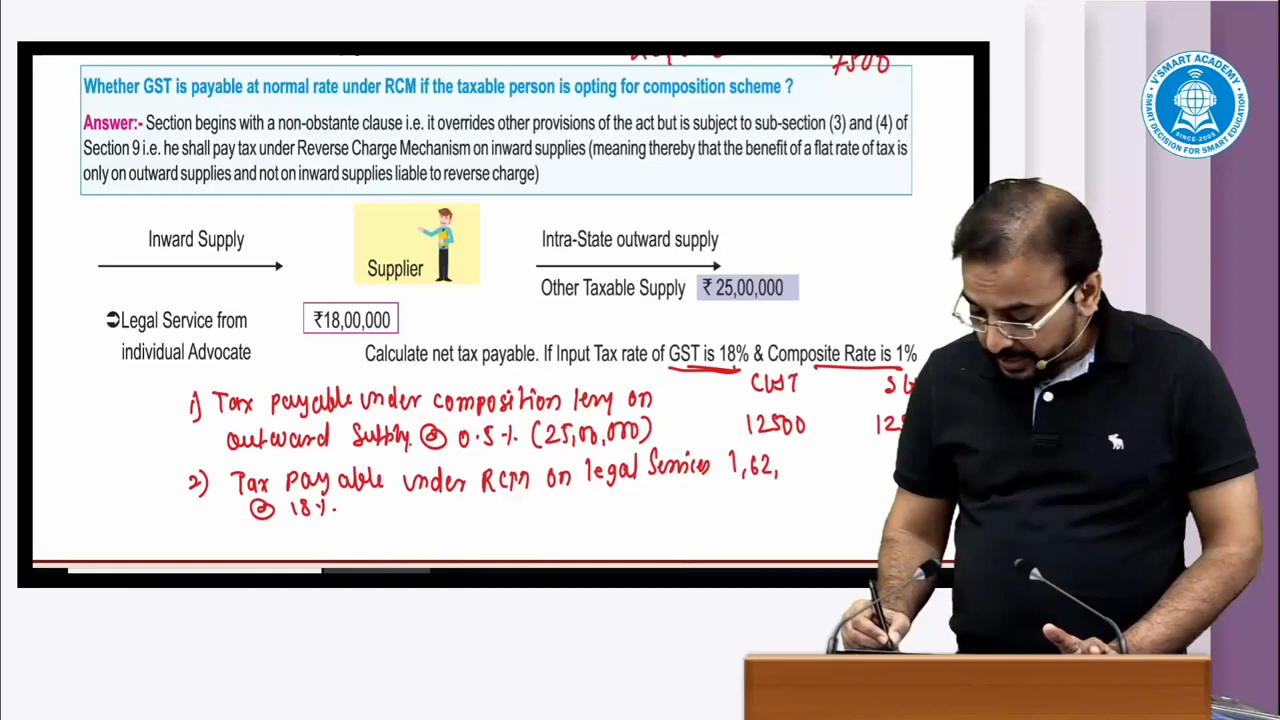 7500
V'SMART ACADEMY
SMART DECISION FOR SMART EDUCATION
SINCE-2005
Whether GST is payable at normal rate under RCM if the taxable person is opting for composition scheme ?
Answer:- Section begins with a non-obstante clause i.e. it overrides other provisions of the act but is subject to sub-section (3) and (4) of
Section 9 i.e. he shall pay tax under Reverse Charge Mechanism on inward supplies (meaning thereby that the benefit of a flat rate of tax is
only on outward supplies and not on inward supplies liable to reverse charge)
Inward Supply
Supplier
Intra-State outward supply
Other Taxable Supply ₹ 25,00,000
➲Legal Service from ₹18,00,000
individual Advocate
Calculate net tax payable. If Input Tax rate of GST is 18% & Composite Rate is 1%
CGST SG
1) Tax payable under composition levy on
outward Supply @ 0.5% (25,00,000) 12500 12
2) Tax payable under RCM on legal Services 1,62,
@ 18%.